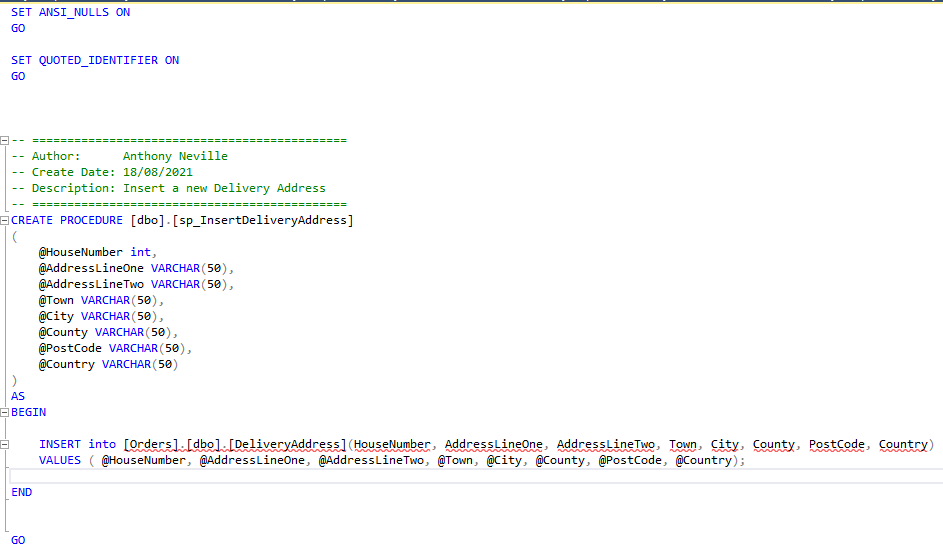 SET ANSI_NULLS ON
GO
SET QUOTED_IDENTIFIER ON
GO
-- =============================================
-- Author:      Anthony Neville
-- Create Date: 18/08/2021
-- Description: Insert a new Delivery Address
-- =============================================
CREATE PROCEDURE [dbo].[sp_InsertDeliveryAddress]
(
    @HouseNumber int,
    @AddressLineOne VARCHAR(50),
    @AddressLineTwo VARCHAR(50),
    @Town VARCHAR(50),
    @City VARCHAR(50),
    @County VARCHAR(50),
    @PostCode VARCHAR(50),
    @Country VARCHAR(50)
)
AS
BEGIN
    INSERT into [Orders].[dbo].[DeliveryAddress](HouseNumber, AddressLineOne, AddressLineTwo, Town, City, County, PostCode, Country)
    VALUES ( @HouseNumber, @AddressLineOne, @AddressLineTwo, @Town, @City, @County, @PostCode, @Country);
END
GO